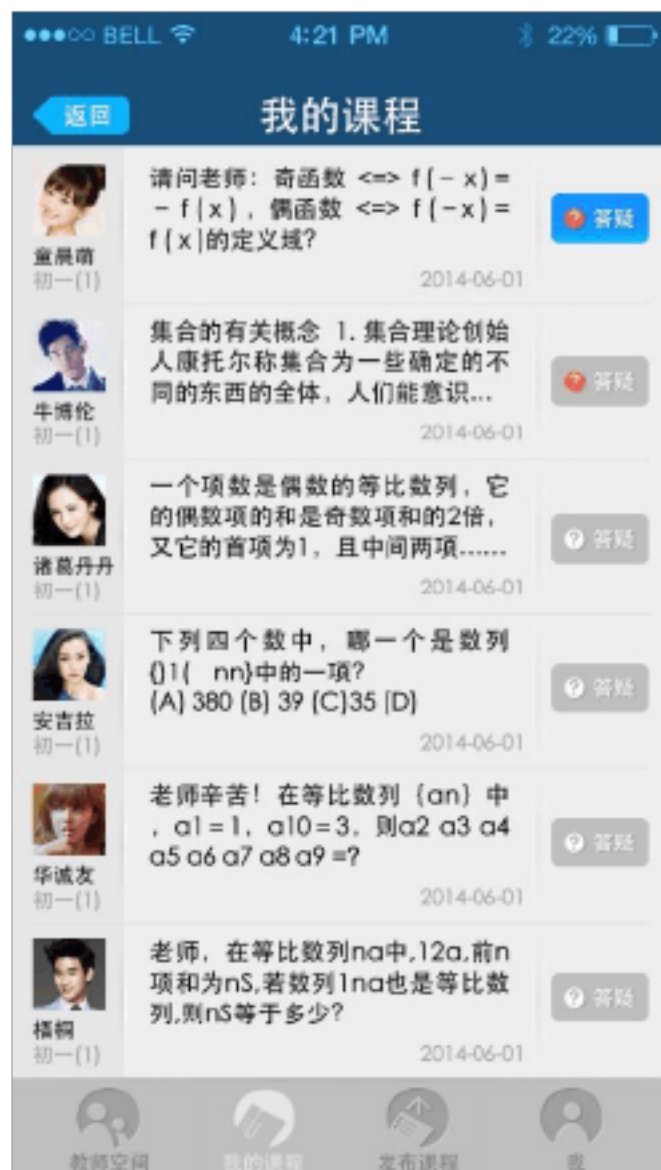 BELL 4:21 PM 22%
返回 我的课程
请问老师：奇函数 <=> f(－x)=
－f(x)，偶函数 <=> f(－x)=
f(x)的定义域？
答疑
童晨萌
初一(1)
2014-06-01
集合的有关概念 1. 集合理论创始
人康托尔称集合为一些确定的不
同的东西的全体，人们能意识...
答疑
牛博伦
初一(1)
2014-06-01
一个项数是偶数的等比数列，它
的偶数项的和是奇数项和的2倍，
又它的首项为1，且中间两项……
答疑
诸葛丹丹
初一(1)
2014-06-01
下列四个数中，哪一个是数列
{)1( nn}中的一项？
(A) 380 (B) 39 (C)35 (D)
答疑
安吉拉
初一(1)
2014-06-01
老师辛苦！在等比数列｛an｝中
，a1＝1，a10＝3，则a2 a3 a4
a5 a6 a7 a8 a9 =?
答疑
华诚友
初一(1)
2014-06-01
老师，在等比数列na中,12a,前n
项和为nS,若数列1na也是等比数
列,则nS等于多少？
答疑
梧桐
初一(1)
2014-06-01
教师空间 我的课程 发布课程 我